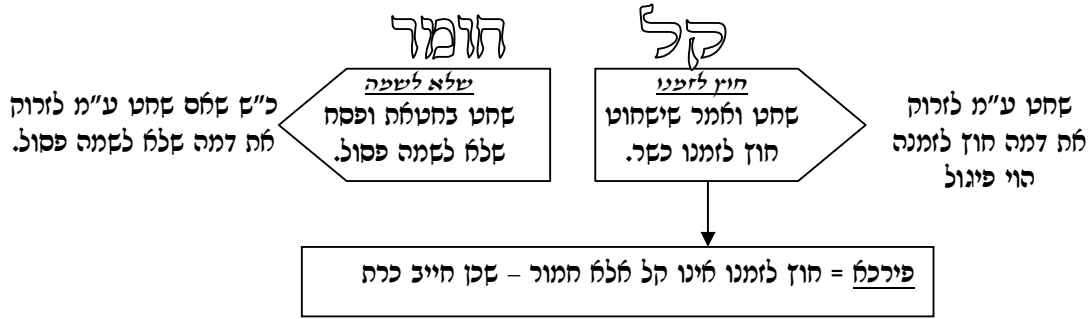 קל
חומר
שחט ע"מ לזרוק
את דמה חוץ לזמנה
הוי פיגול
חוץ לזמנו
שחט ואמר שישחוט
חוץ לזמנו כשר.
שלא לשמה
שחט בחטאת ופסח
שלא לשמה פסול.
כ"ש שאם שחט ע"מ לזרוק
את דמה שלא לשמה פסול.
פירכא = חוץ לזמנו אינו קל אלא חמור – שכן חייב כרת